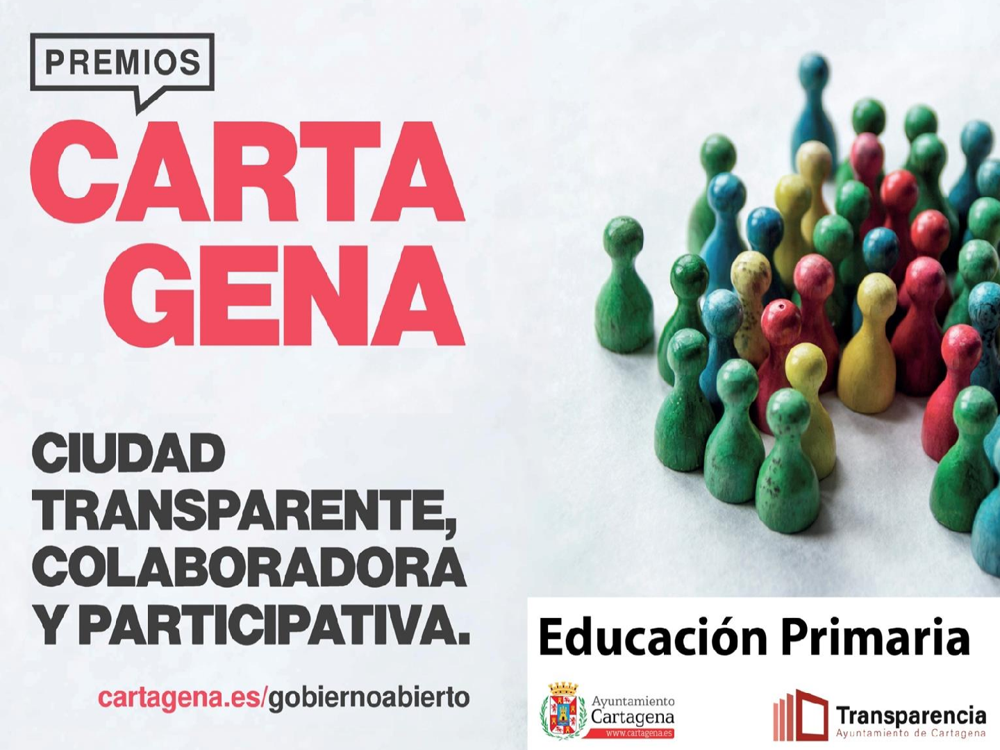 PREMIOS
CARTA
GENA
CIUDAD
TRANSPARENTE,
COLABORADORA
Y PARTICIPATIVA.
cartagena.es/gobiernoabierto
Educación Primaria
Ayuntamiento
Cartagena
www.cartagena.es
Transparencia
Ayuntamiento de Cartagena